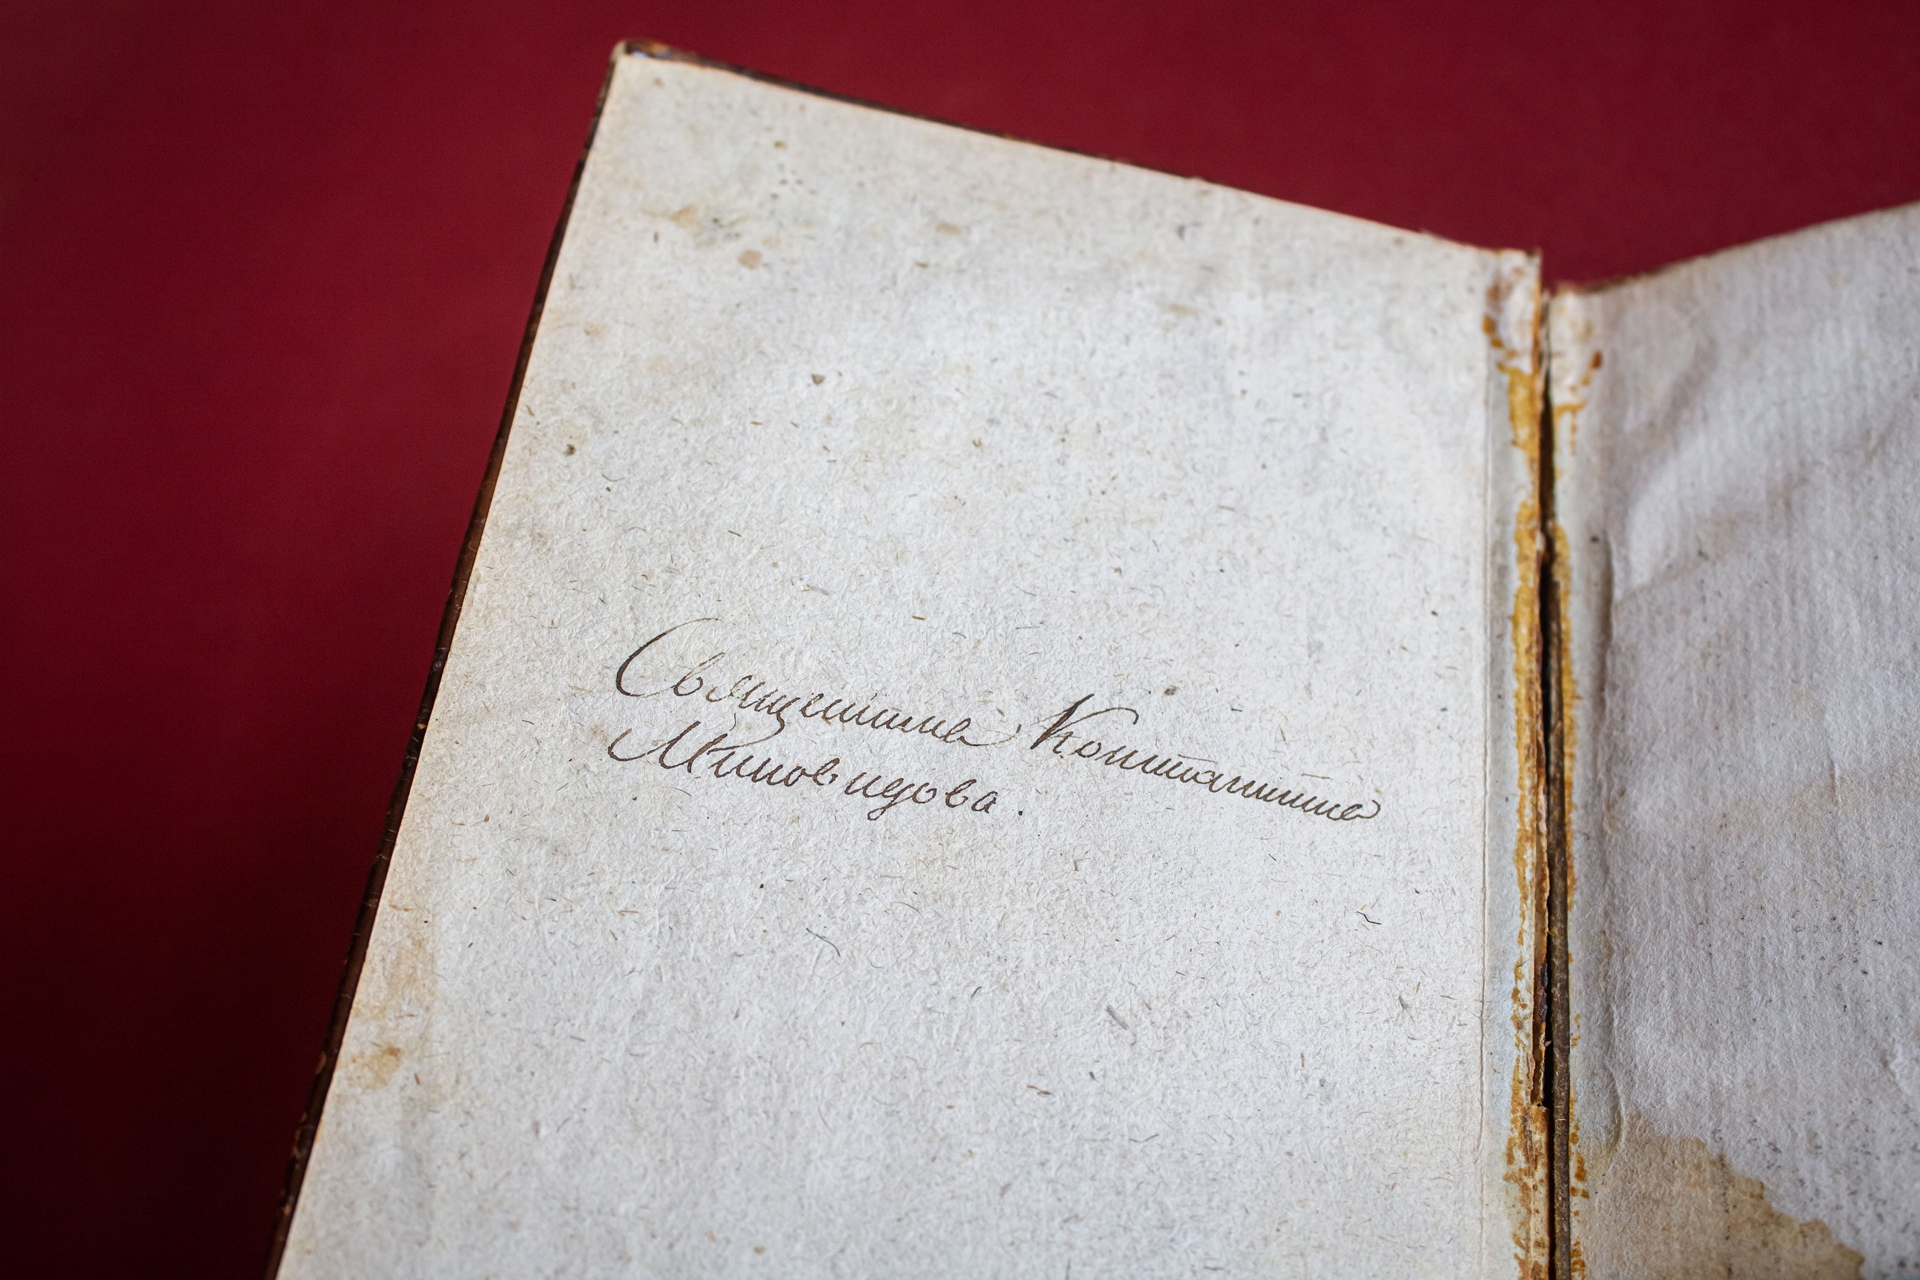 Священника Константина
Миловидова.